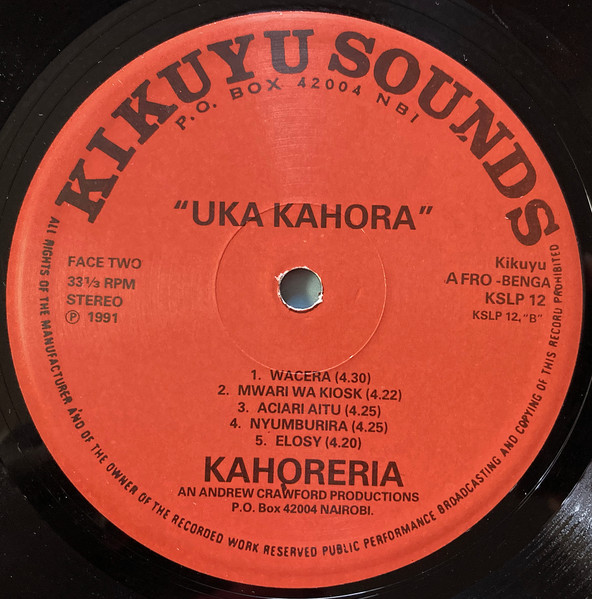 KIKUYU SOUNDS
P.O. BOX 42004 NBI
"UKA KAHORA"
FACE TWO
33⅓ RPM
STEREO
℗ 1991
Kikuyu
AFRO -BENGA
KSLP 12
KSLP 12,"B"
1. WACERA (4.30)
2. MWARI WA KIOSK (4.22)
3. ACIARI AITU (4.25)
4. NYUMBURIRA (4.25)
5. ELOSY (4.20)
KAHORERIA
AN ANDREW CRAWFORD PRODUCTIONS
P.O. Box 42004 NAIROBI.
ALL RIGHTS OF THE MANUFACTURER AND OF THE OWNER OF THE RECORDED WORK RESERVED PUBLIC PERFORMANCE BROADCASTING AND COPYING OF THIS RECORD PROHIBITED